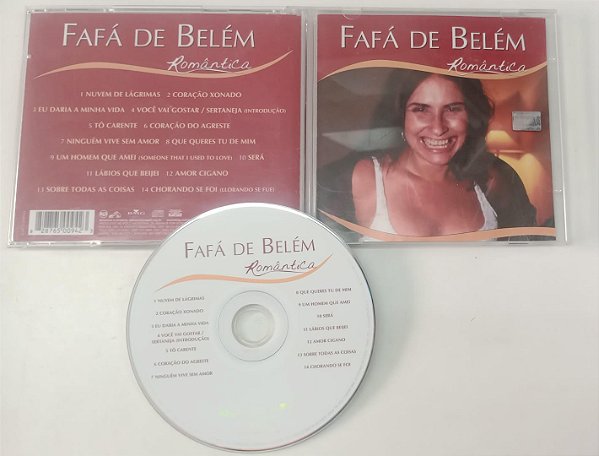 FAFÁ DE BELÉM
Romântica
1 NUVEM DE LÁGRIMAS 2 CORAÇÃO XONADO
3 EU DARIA A MINHA VIDA 4 VOCÊ VAI GOSTAR / SERTANEJA (INTRODUÇÃO)
5 TÔ CARENTE 6 CORAÇÃO DO AGRESTE
7 NINGUÉM VIVE SEM AMOR 8 QUE QUERES TU DE MIM
9 UM HOMEM QUE AMEI (SOMEONE THAT I USED TO LOVE) 10 SERÁ
11 LÁBIOS QUE BEIJEI 12 AMOR CIGANO
13 SOBRE TODAS AS COISAS 14 CHORANDO SE FOI (LLORANDO SE FUE)
BMG
8 28765 00942
FAFÁ DE BELÉM
Romântica
FAFÁ DE BELÉM
Romântica
1 NUVEM DE LÁGRIMAS
2 CORAÇÃO XONADO
3 EU DARIA A MINHA VIDA
4 VOCÊ VAI GOSTAR /
SERTANEJA (INTRODUÇÃO)
5 TÔ CARENTE
6 CORAÇÃO DO AGRESTE
7 NINGUÉM VIVE SEM AMOR
8 QUE QUERES TU DE MIM
9 UM HOMEM QUE AMEI
10 SERÁ
11 LÁBIOS QUE BEIJEI
12 AMOR CIGANO
13 SOBRE TODAS AS COISAS
14 CHORANDO SE FOI